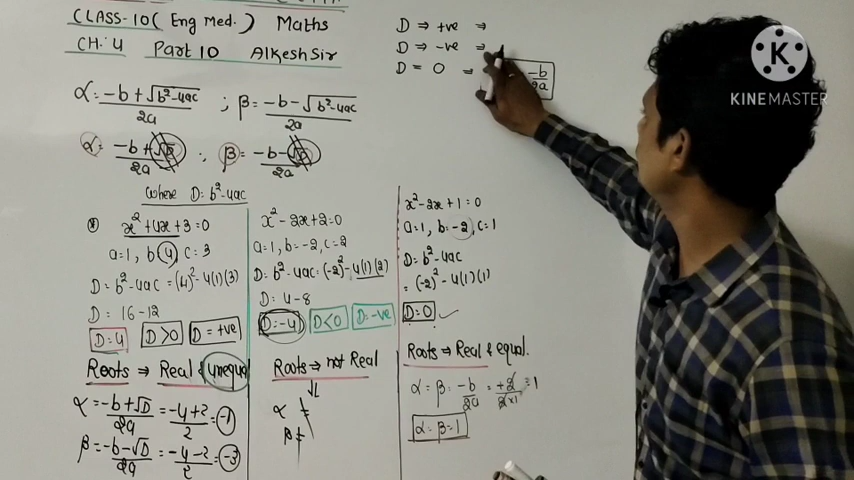 CLASS-10 (Eng Med.) Maths
CH: 4 Part 10 Alkesh Sir
α = -b + √b²-4ac / 2a ; β = -b - √b²-4ac / 2a
α = -b + √D / 2a ; β = -b - √D / 2a
Where D = b²-4ac
x²+4x+3=0
a=1, b=4, c=3
D = b²-4ac = (4)²-4(1)(3)
D = 16-12
D=4 D>0 D=+ve
Roots ⇒ Real & unequal
α = -b+√D / 2a = -4+2 / 2 = -1
β = -b-√D / 2a = -4-2 / 2 = -3
x²-2x+2=0
a=1, b=-2, c=2
D = b²-4ac = (-2)²-4(1)(2)
D = 4-8
D=-4 D<0 D=-ve
Roots ⇒ not Real
α =
β =
D ⇒ +ve ⇒
D ⇒ -ve ⇒
D = 0 ⇒ -b / 2a
x²-2x+1=0
a=1, b=-2, c=1
D = b²-4ac
= (-2)²-4(1)(1)
D=0
Roots ⇒ Real & equal.
α = β = -b / 2a = +2 / 2×1 = 1
α = β = 1
K
KINEMASTER